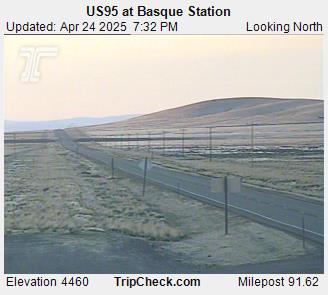 US95 at Basque Station
Updated: Apr 24 2025 7:32 PM Looking North
Elevation 4460 TripCheck.com Milepost 91.62